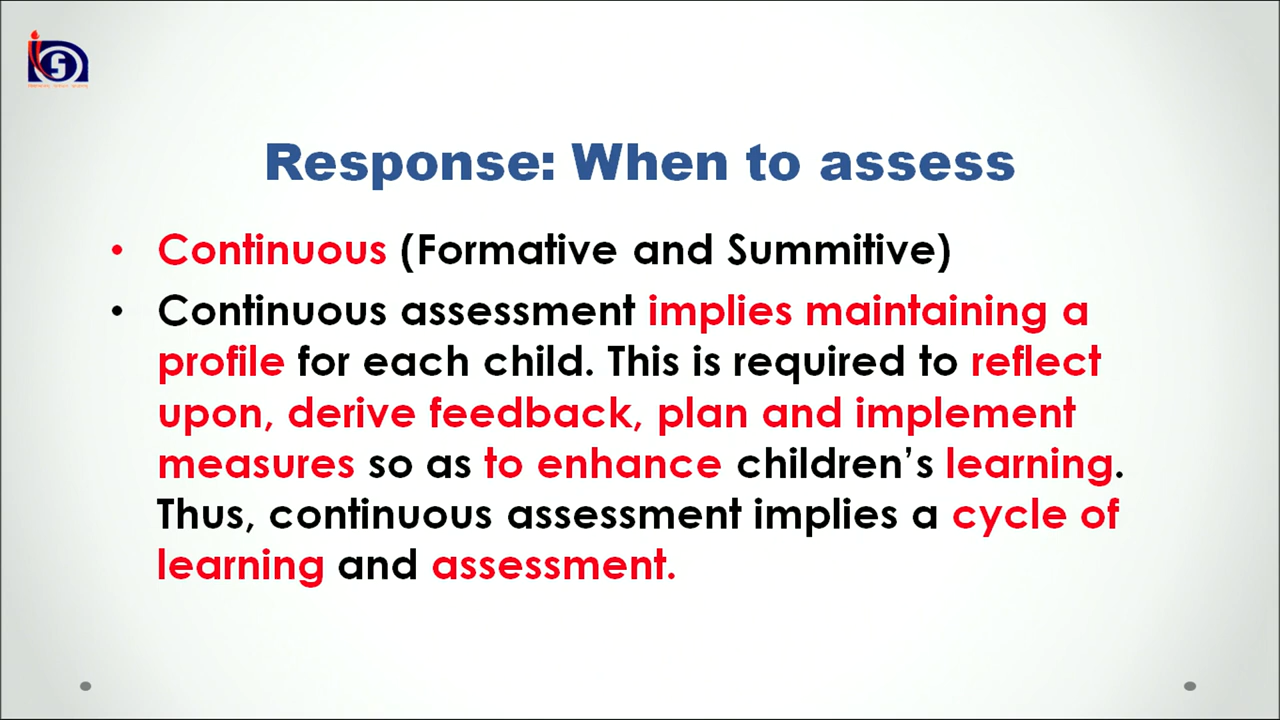 Response: When to assess
• Continuous (Formative and Summitive)
• Continuous assessment implies maintaining a
profile for each child. This is required to reflect
upon, derive feedback, plan and implement
measures so as to enhance children’s learning.
Thus, continuous assessment implies a cycle of
learning and assessment.